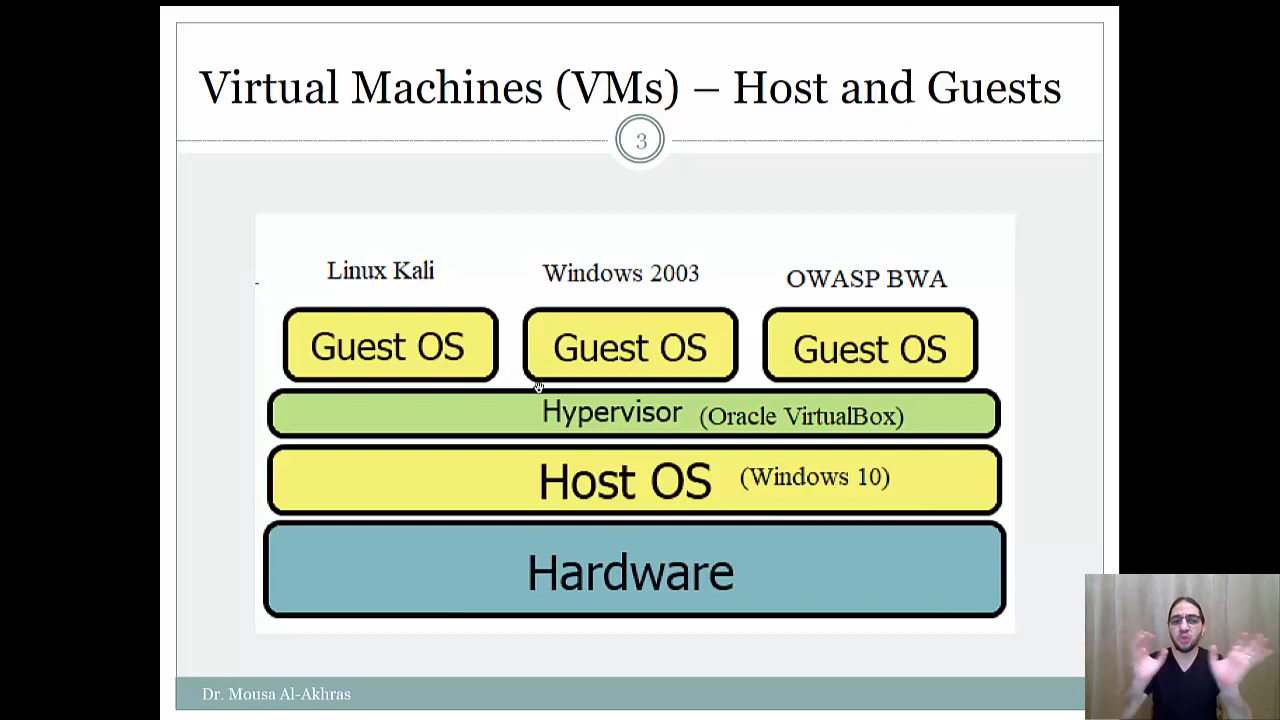 Virtual Machines (VMs) – Host and Guests
3
Linux Kali
Windows 2003
OWASP BWA
Guest OS
Guest OS
Guest OS
Hypervisor (Oracle VirtualBox)
Host OS (Windows 10)
Hardware
Dr. Mousa Al-Akhras